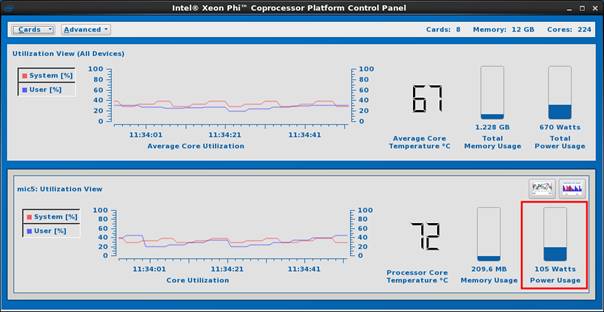 Intel® Xeon Phi™ Coprocessor Platform Control Panel
Cards Advanced Cards: 8 Memory: 12 GB Cores: 224
Utilization View (All Devices)
System [%]
User [%]
100
80
60
40
20
0
100
80
60
40
20
0
11:34:01 11:34:21 11:34:41
Average Core Utilization
67
Average Core
Temperature °C
1.228 GB
Total
Memory Usage
670 Watts
Total
Power Usage
mic5: Utilization View
System [%]
User [%]
100
80
60
40
20
0
100
80
60
40
20
0
11:34:01 11:34:21 11:34:41
Core Utilization
72
Processor Core
Temperature °C
209.6 MB
Memory Usage
105 Watts
Power Usage